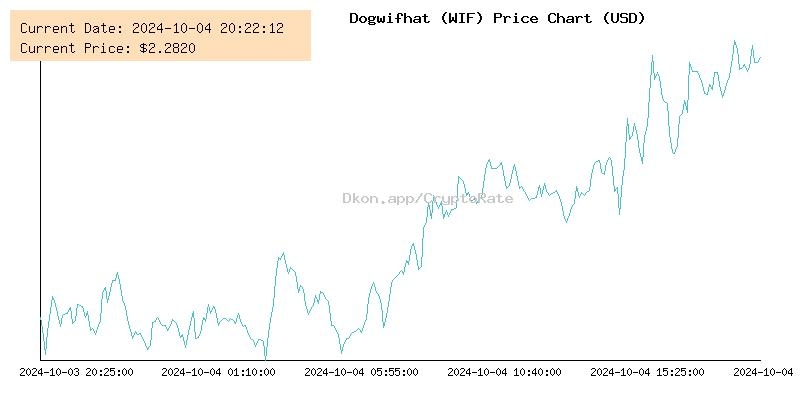 Dogwifhat (WIF) Price Chart (USD)
Current Date: 2024-10-04 20:22:12
Current Price: $2.2820
Dkon.app/CryptoRate
2024-10-03 20:25:00 2024-10-04 01:10:00 2024-10-04 05:55:00 2024-10-04 10:40:00 2024-10-04 15:25:00 2024-10-04